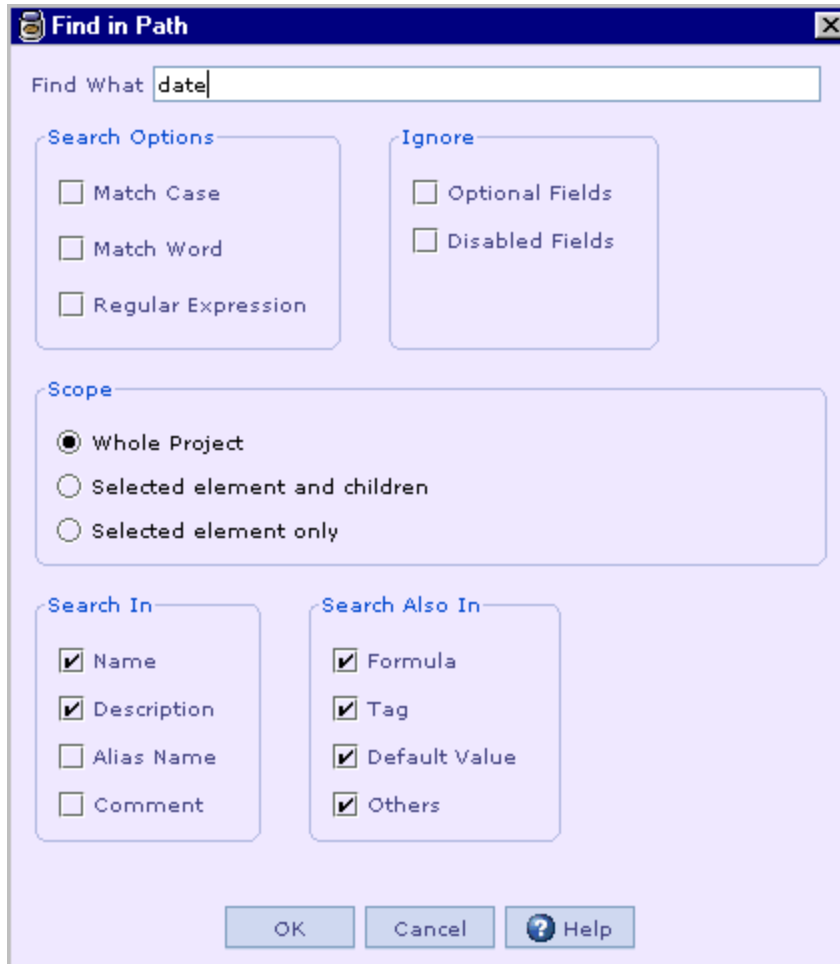 Find in Path
Find What date
Search Options
Match Case
Match Word
Regular Expression
Ignore
Optional Fields
Disabled Fields
Scope
Whole Project
Selected element and children
Selected element only
Search In
Name
Description
Alias Name
Comment
Search Also In
Formula
Tag
Default Value
Others
OK Cancel Help